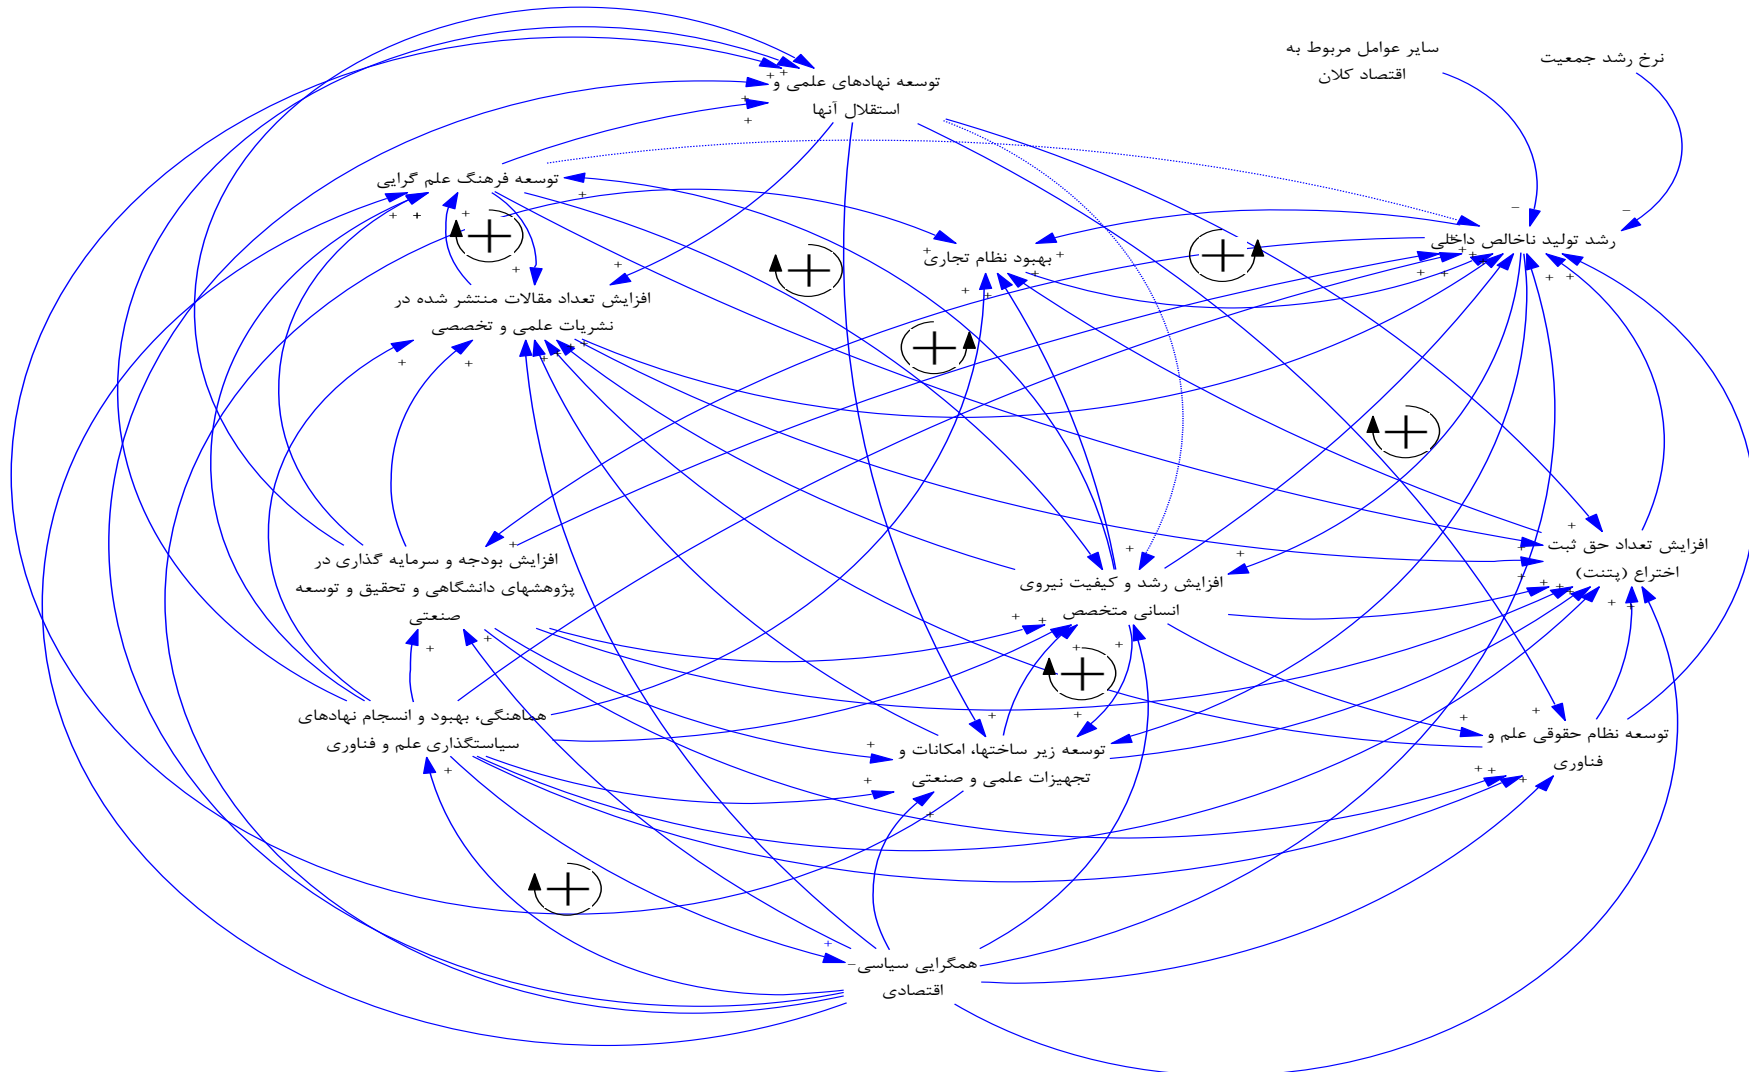 سایر عوامل مربوط به
اقتصاد کلان
نرخ رشد جمعیت
توسعه نهادهای علمی و
استقلال آنها
توسعه فرهنگ علم گرایی
رشد تولید ناخالص داخلی
بهبود نظام تجاری
افزایش تعداد مقالات منتشر شده در
نشریات علمی و تخصصی
افزایش تعداد حق ثبت
اختراع (پتنت)
افزایش بودجه و سرمایه گذاری در
پژوهشهای دانشگاهی و تحقیق و توسعه
صنعتی
افزایش رشد و کیفیت نیروی
انسانی متخصص
هماهنگی، بهبود و انسجام نهادهای
سیاستگذاری علم و فناوری
توسعه زیر ساختها، امکانات و
تجهیزات علمی و صنعتی
توسعه نظام حقوقی علم و
فناوری
همگرایی سیاسی-
اقتصادی